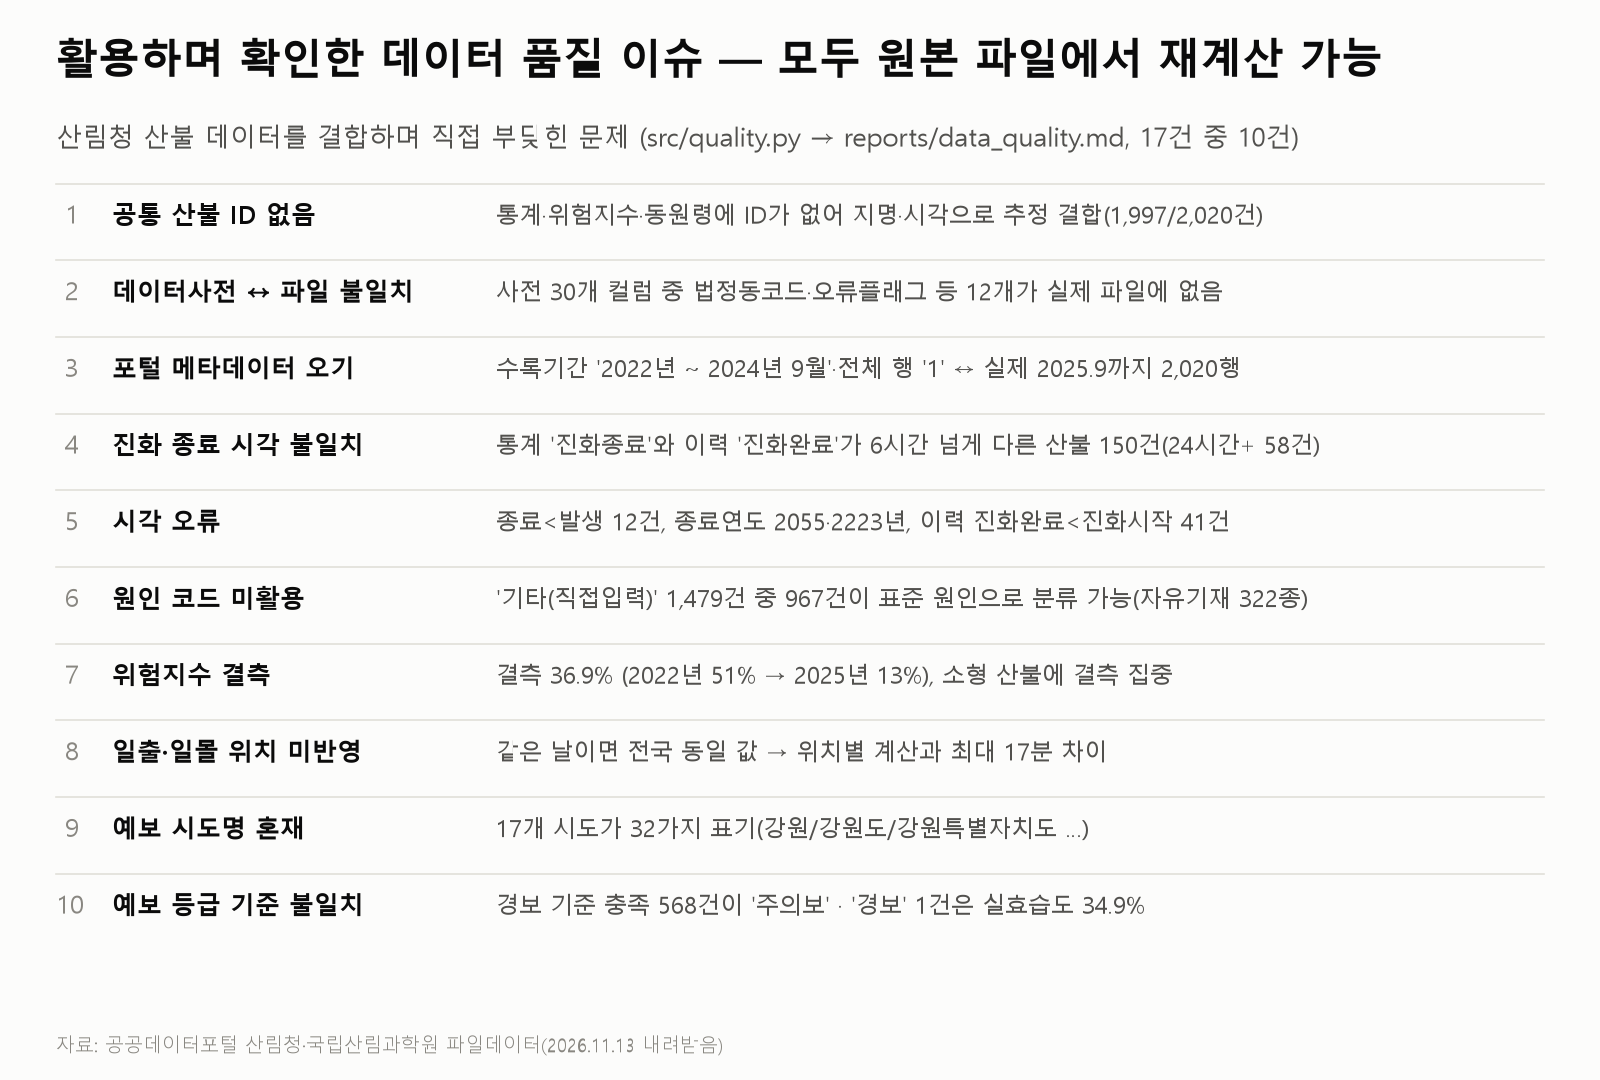 활용하며 확인한 데이터 품질 이슈 — 모두 원본 파일에서 재계산 가능
산림청 산불 데이터를 결합하며 직접 부딪힌 문제 (src/quality.py → reports/data_quality.md, 17건 중 10건)
1 공통 산불 ID 없음 통계·위험지수·동원령에 ID가 없어 지명·시각으로 추정 결합(1,997/2,020건)
2 데이터사전 ↔ 파일 불일치 사전 30개 컬럼 중 법정동코드·오류플래그 등 12개가 실제 파일에 없음
3 포털 메타데이터 오기 수록기간 '2022년 ~ 2024년 9월'·전체 행 '1' ↔ 실제 2025.9까지 2,020행
4 진화 종료 시각 불일치 통계 '진화종료'와 이력 '진화완료'가 6시간 넘게 다른 산불 150건(24시간+ 58건)
5 시각 오류 종료<발생 12건, 종료연도 2055·2223년, 이력 진화완료<진화시작 41건
6 원인 코드 미활용 '기타(직접입력)' 1,479건 중 967건이 표준 원인으로 분류 가능(자유기재 322종)
7 위험지수 결측 결측 36.9% (2022년 51% → 2025년 13%), 소형 산불에 결측 집중
8 일출·일몰 위치 미반영 같은 날이면 전국 동일 값 → 위치별 계산과 최대 17분 차이
9 예보 시도명 혼재 17개 시도가 32가지 표기(강원/강원도/강원특별자치도 ...)
10 예보 등급 기준 불일치 경보 기준 충족 568건이 '주의보' · '경보' 1건은 실효습도 34.9%
자료: 공공데이터포털 산림청·국립산림과학원 파일데이터(2026.11.13 내려받음)